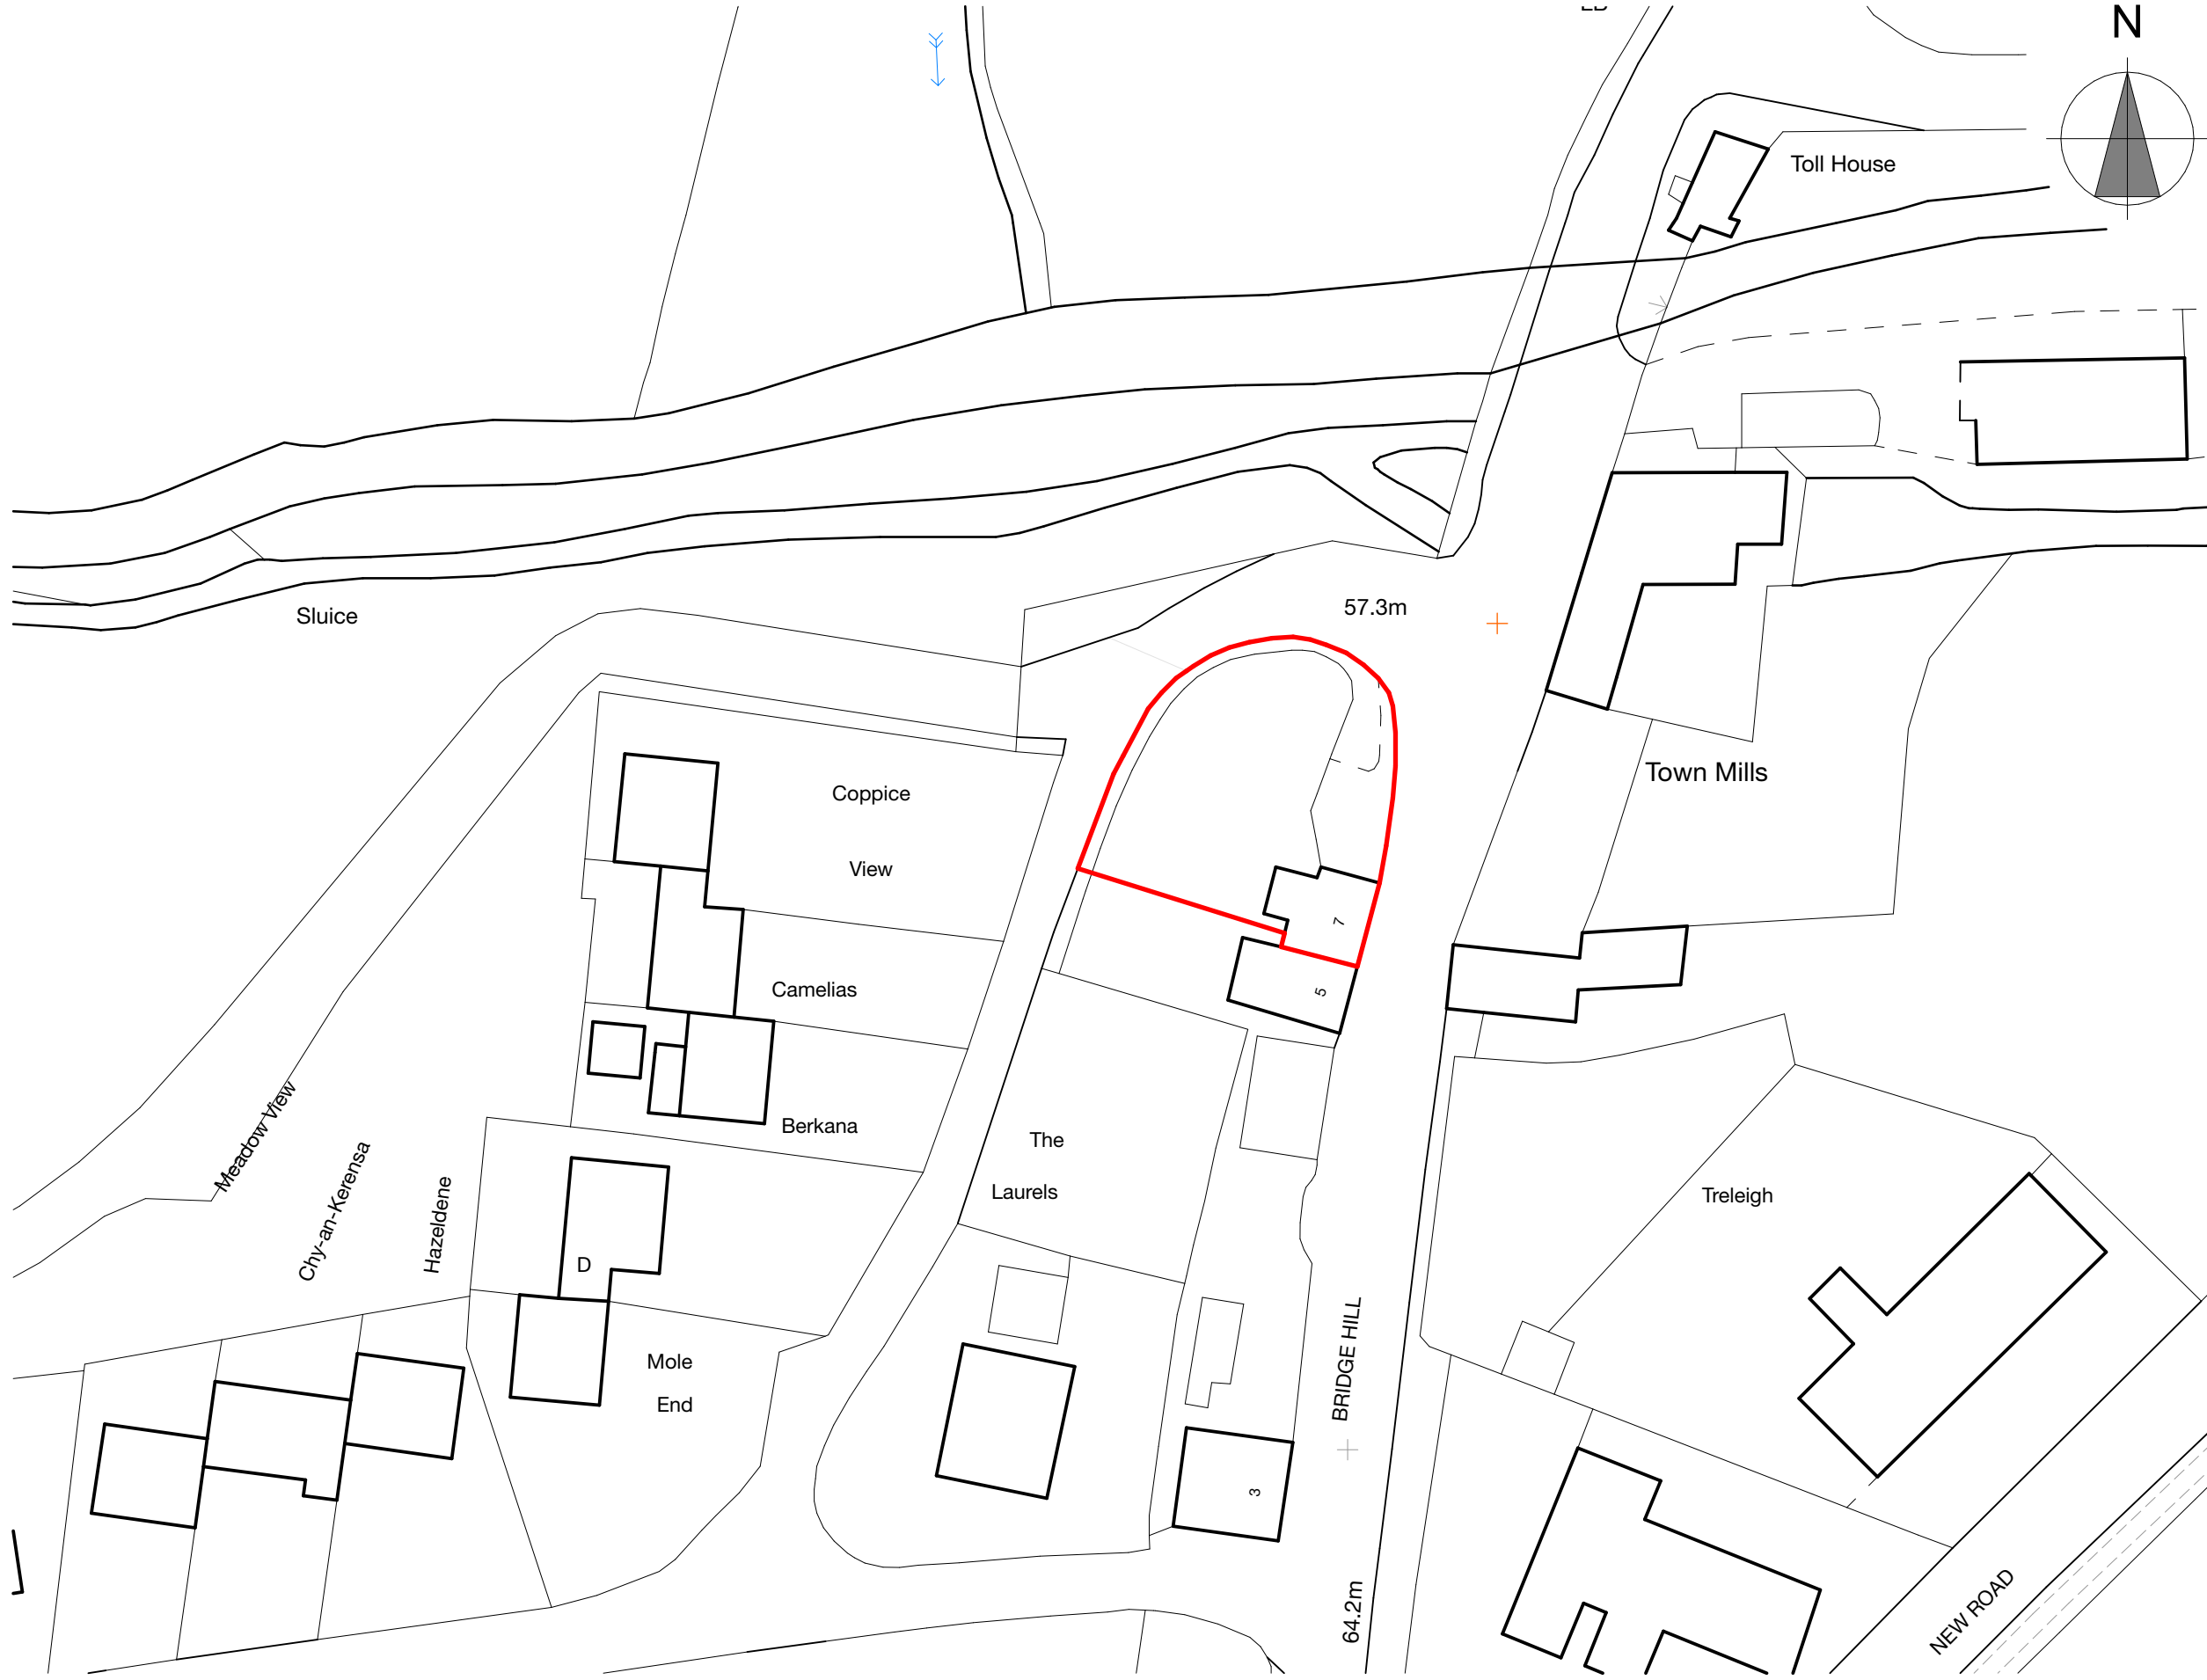 N
Toll House
57.3m
Sluice
Town Mills
Coppice
View
7
Camelias
5
Meadow View
Berkana
The
Laurels
Chy-an-Kerensa
Hazeldene
Treleigh
D
BRIDGE HILL
Mole
End
3
64.2m
NEW ROAD